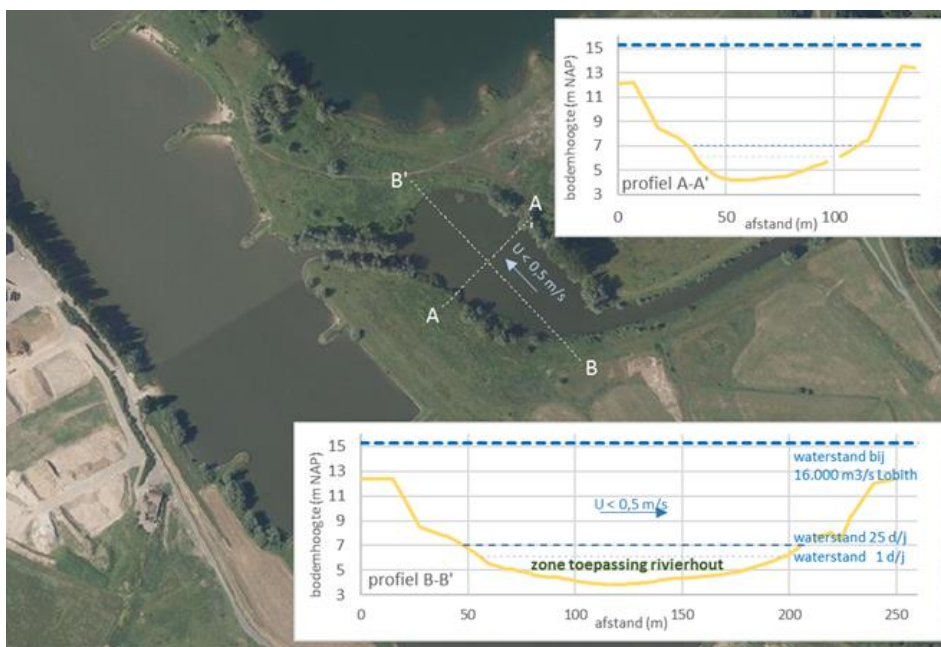 15
13
11
9
7
5
3
bodemhoogte (m NAP)
profiel A-A'
0
50
100
afstand (m)
B'
A
U < 0.5 m/s
A
B
15
13
11
9
7
5
3
bodemhoogte (m NAP)
waterstand bij
16.000 m3/s Lobith
U < 0,5 m/s
waterstand 25 d/j
waterstand 1 d/j
zone toepassing rivierhout
profiel B-B'
0
50
100
150
200
250
afstand (m)